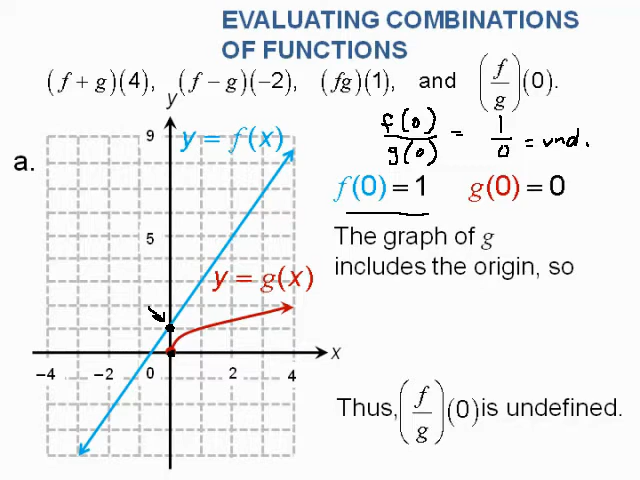 EVALUATING COMBINATIONS
OF FUNCTIONS
(f + g)(4), (f − g)(−2), (fg)(1), and (f/g)(0).
a.
y
9
y = f(x)
f(0)/g(0) = 1/0 = und.
f(0) = 1 g(0) = 0
5
The graph of g
includes the origin, so
y = g(x)
x
−4 −2 0 2 4
Thus, (f/g)(0) is undefined.